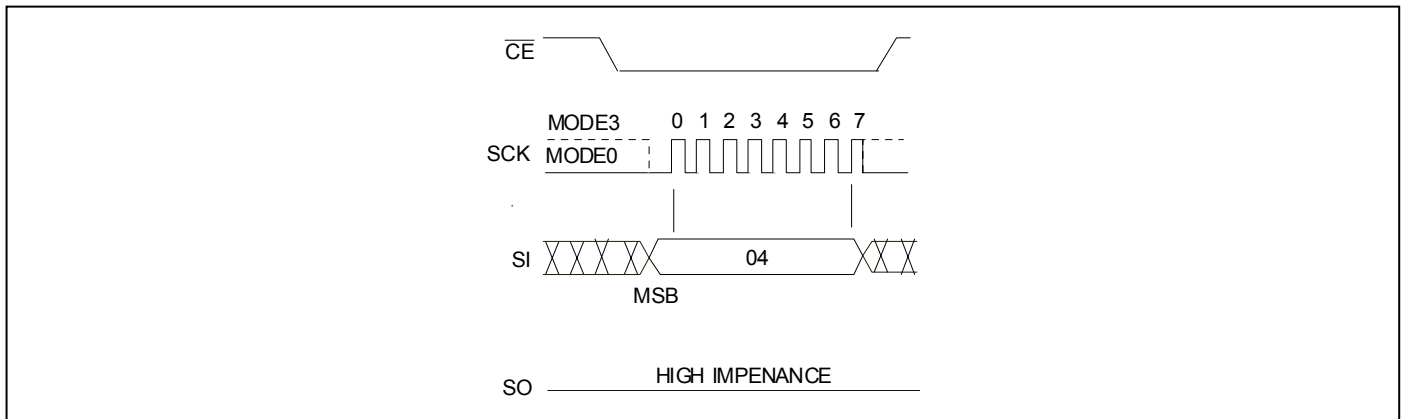 CE
MODE3 0 1 2 3 4 5 6 7
SCK MODE0
SI 04
MSB
SO HIGH IMPENANCE